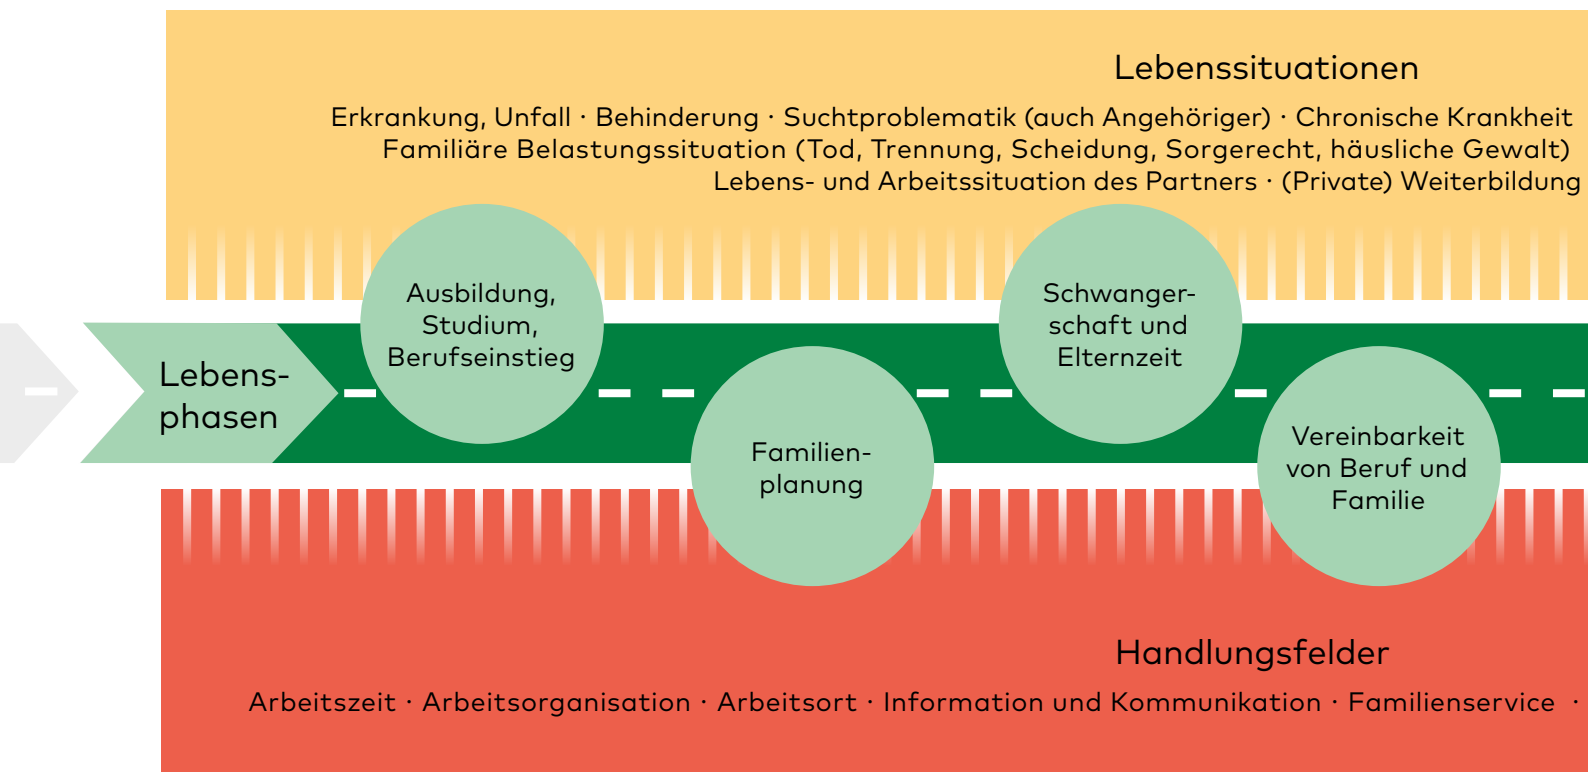 Lebenssituationen
Erkrankung, Unfall · Behinderung · Suchtproblematik (auch Angehöriger) · Chronische Krankheit
Familiäre Belastungssituation (Tod, Trennung, Scheidung, Sorgerecht, häusliche Gewalt)
Lebens- und Arbeitssituation des Partners · (Private) Weiterbildung
Lebens-
phasen
Ausbildung,
Studium,
Berufseinstieg
Familien-
planung
Schwanger-
schaft und
Elternzeit
Vereinbarkeit
von Beruf und
Familie
Handlungsfelder
Arbeitszeit · Arbeitsorganisation · Arbeitsort · Information und Kommunikation · Familienservice ·